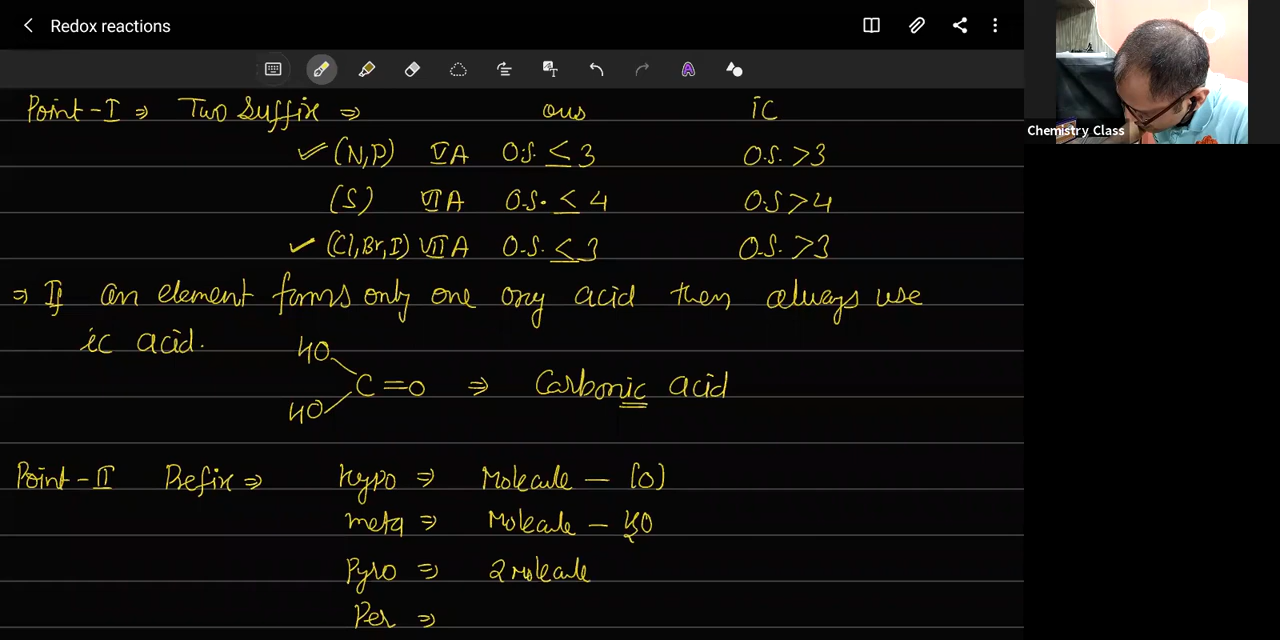 Redox reactions
Chemistry Class
Point-I ⇒ Two Suffix ⇒ ous ic
✓ (N,P) VA O.S. ≤ 3 O.S. > 3
(S) VIA O.S. ≤ 4 O.S > 4
✓ (Cl,Br,I) VIIA O.S. ≤ 3 O.S. > 3
⇒ If an element forms only one oxy acid then always use
ic acid.
HO
C=O ⇒ Carbonic acid
HO
Point-II Prefix ⇒ Hypo ⇒ Molecule – [O]
meta ⇒ Molecule – H2O
Pyro ⇒ 2 Molecule
Per ⇒